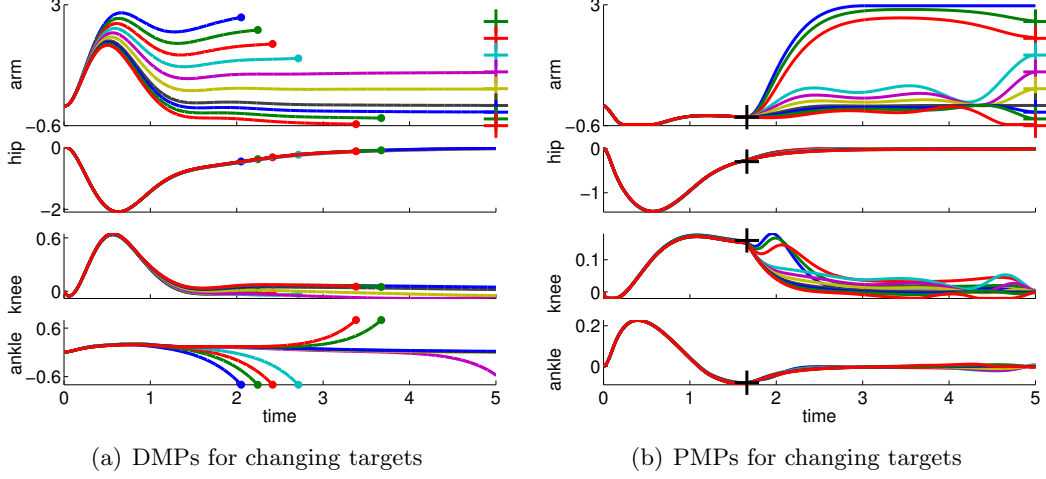 3
arm
−0.6
0
hip
−2
0.6
knee
0
0.6
ankle
−0.6
0 1 2 3 4 5
time
(a) DMPs for changing targets
3
arm
−0.6
0
hip
−1
0.1
knee
0
0.2
ankle
0
0 1 2 3 4 5
time
(b) PMPs for changing targets